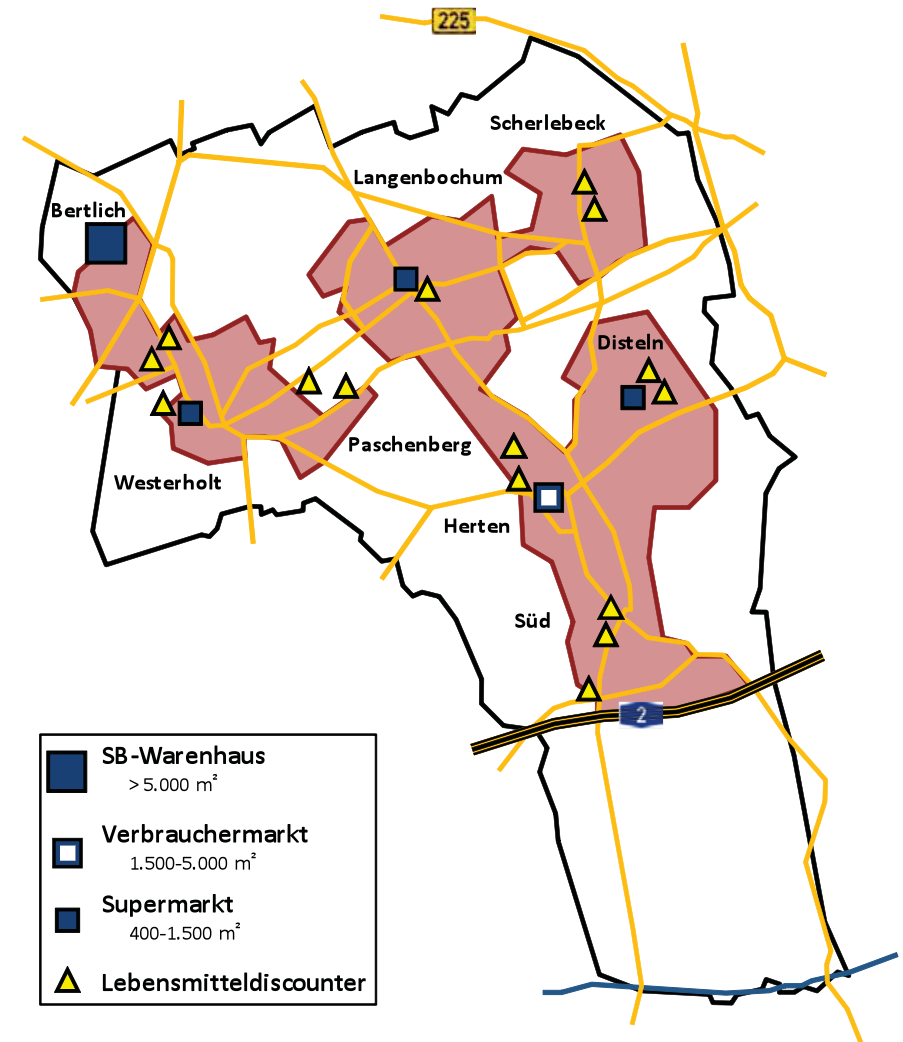 225
Scherlebeck
Langenbochum
Bertlich
Disteln
Paschenberg
Westerholt
Herten
Süd
2
SB-Warenhaus
> 5.000 m²
Verbrauchermarkt
1.500-5.000 m²
Supermarkt
400-1.500 m²
Lebensmitteldiscounter